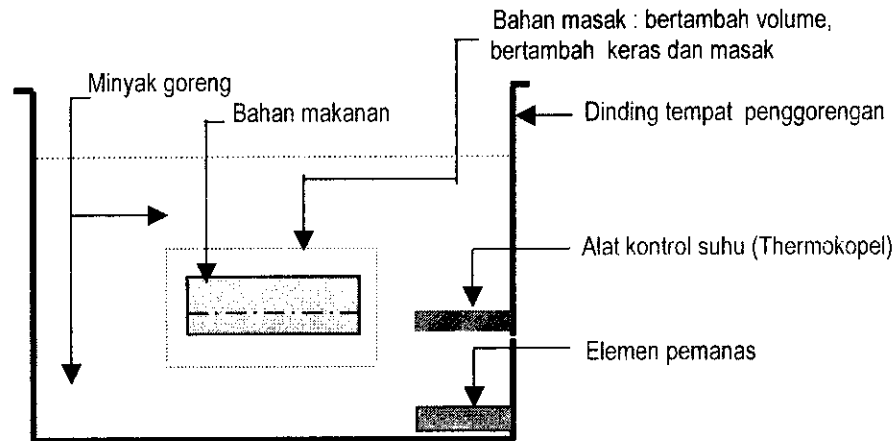 Bahan masak : bertambah volume,
bertambah keras dan masak
Minyak goreng
Bahan makanan
Dinding tempat penggorengan
Alat kontrol suhu (Thermokopel)
Elemen pemanas